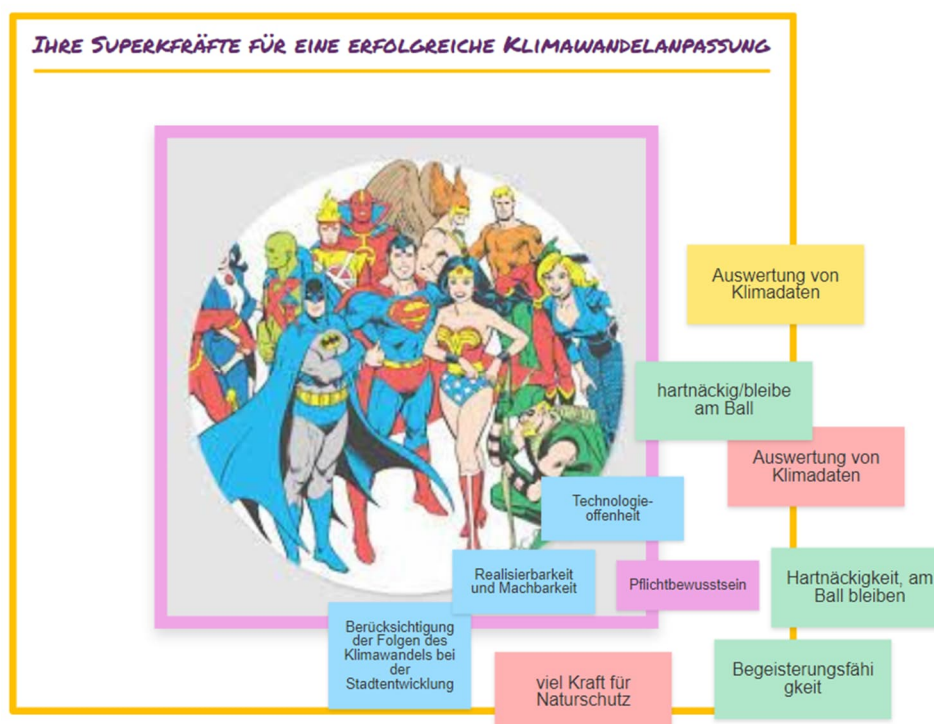 Ihre Superkfräfte für eine erfolgreiche Klimawandelanpassung
Auswertung von
Klimadaten
hartnäckig/bleibe
am Ball
Auswertung von
Klimadaten
Technologie-
offenheit
Realisierbarkeit
und Machbarkeit
Pflichtbewusstsein
Hartnäckigkeit, am
Ball bleiben
Berücksichtigung
der Folgen des
Klimawandels bei
der
Stadtentwicklung
viel Kraft für
Naturschutz
Begeisterungsfähi
gkeit